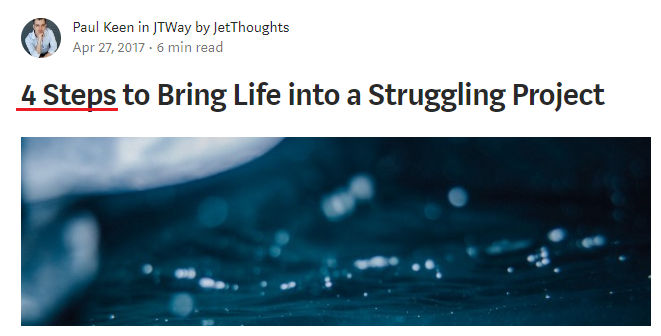 Paul Keen in JTWay by JetThoughts
Apr 27, 2017 · 6 min read
4 Steps to Bring Life into a Struggling Project